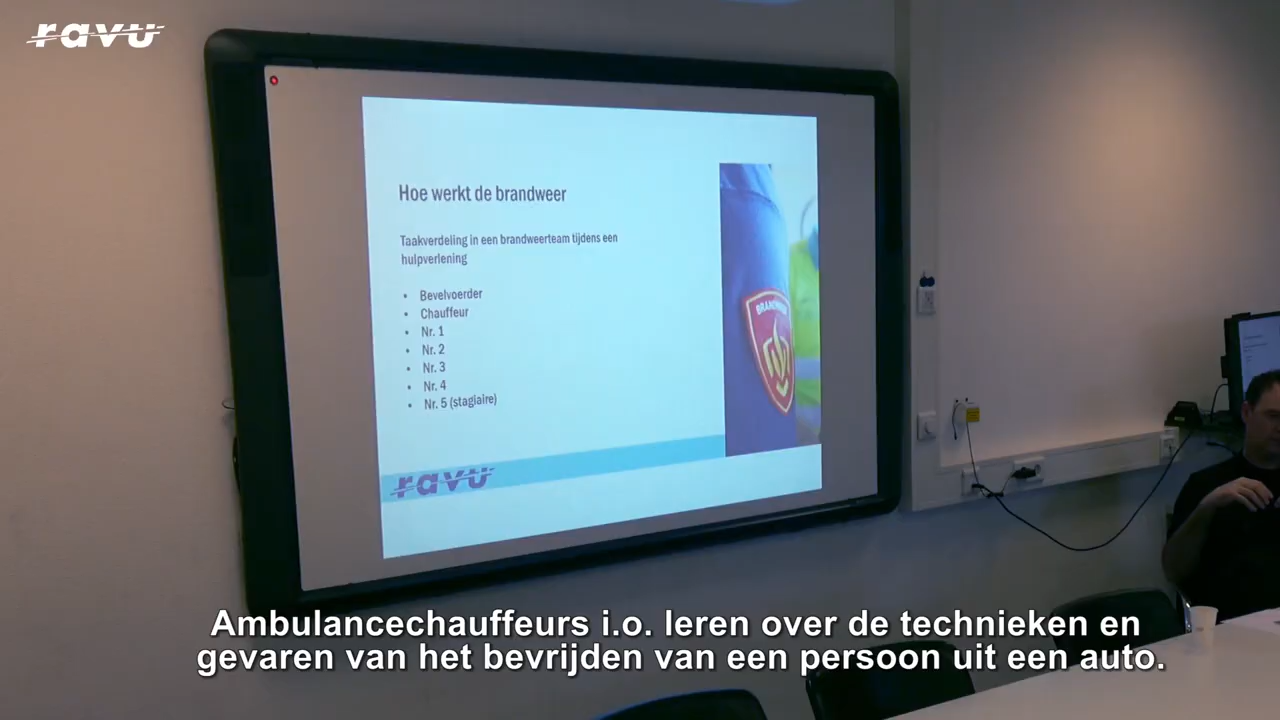 ravu
Hoe werkt de brandweer
Taakverdeling in een brandweerteam tijdens een
hulpverlening
• Bevelvoerder
• Chauffeur
• Nr. 1
• Nr. 2
• Nr. 3
• Nr. 4
• Nr. 5 (stagiaire)
ravu
Ambulancechauffeurs i.o. leren over de technieken en
gevaren van het bevrijden van een persoon uit een auto.